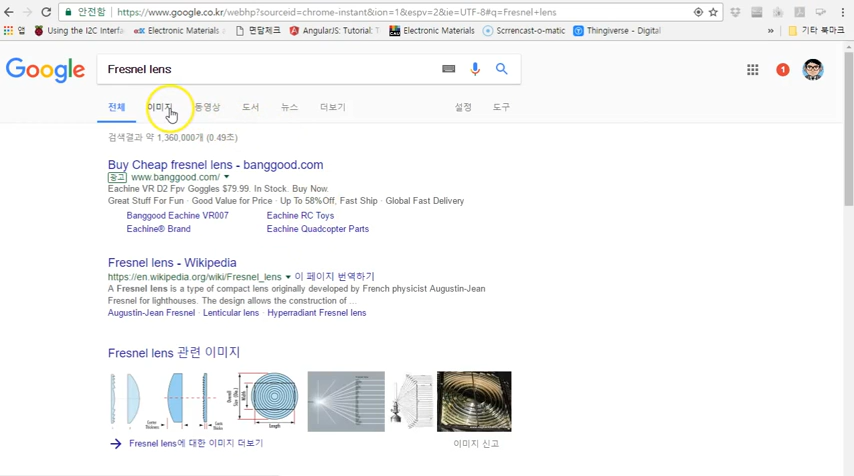 안전함 https://www.google.co.kr/webhp?sourceid=chrome-instant&ion=1&espv=2&ie=UTF-8#q=Fresnel+lens
앱 Using the I2C Interfa Electronic Materials 면답체크 AngularJS: Tutorial: T Electronic Materials Scrrencast-o-matic Thingiverse - Digital » 기타 북마크
Google Fresnel lens 1
전체 이미지 동영상 도서 뉴스 더보기 설정 도구
검색결과 약 1,360,000개 (0.49초)
Buy Cheap fresnel lens - banggood.com
광고 www.banggood.com/
Eachine VR D2 Fpv Goggles $79.99. In Stock. Buy Now.
Great Stuff For Fun · Good Value for Price · Up To 58%Off, Fast Ship · Global Fast Delivery
Banggood Eachine VR007 Eachine RC Toys
Eachine® Brand Eachine Quadcopter Parts
Fresnel lens - Wikipedia
https://en.wikipedia.org/wiki/Fresnel_lens 이 페이지 번역하기
A Fresnel lens is a type of compact lens originally developed by French physicist Augustin-Jean
Fresnel for lighthouses. The design allows the construction of ...
Augustin-Jean Fresnel · Lenticular lens · Hyperradiant Fresnel lens
Fresnel lens 관련 이미지
Length
Fresnel lens에 대한 이미지 더보기 이미지 신고